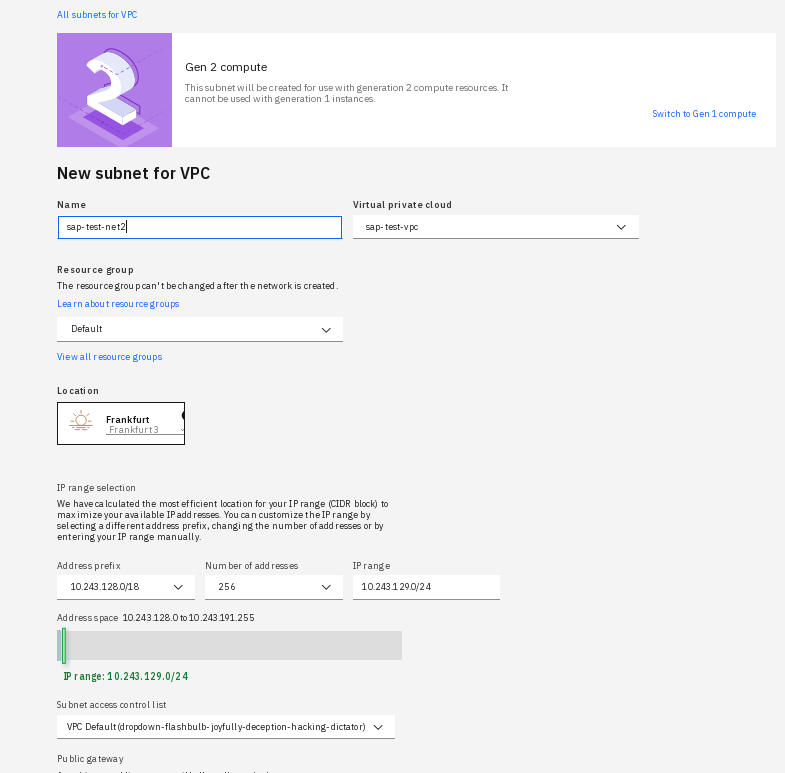 All subnets for VPC
Gen 2 compute
This subnet will be created for use with generation 2 compute resources. It
cannot be used with generation 1 instances.
Switch to Gen 1 compute
New subnet for VPC
Name
Virtual private cloud
sap-test-net2
sap-test-vpc
Resource group
The resource group can't be changed after the network is created.
Learn about resource groups
Default
View all resource groups
Location
Frankfurt
Frankfurt 3
IP range selection
We have calculated the most efficient location for your IP range (CIDR block) to
maximize your available IP addresses. You can customize the IP range by
selecting a different address prefix, changing the number of addresses or by
entering your IP range manually.
Address prefix
Number of addresses
IP range
10.243.128.0/18
256
10.243.129.0/24
Address space 10.243.128.0 to 10.243.191.255
IP range: 10.243.129.0/24
Subnet access control list
VPC Default(dropdown-flashbulb-joyfully-deception-hacking-dictator)
Public gateway